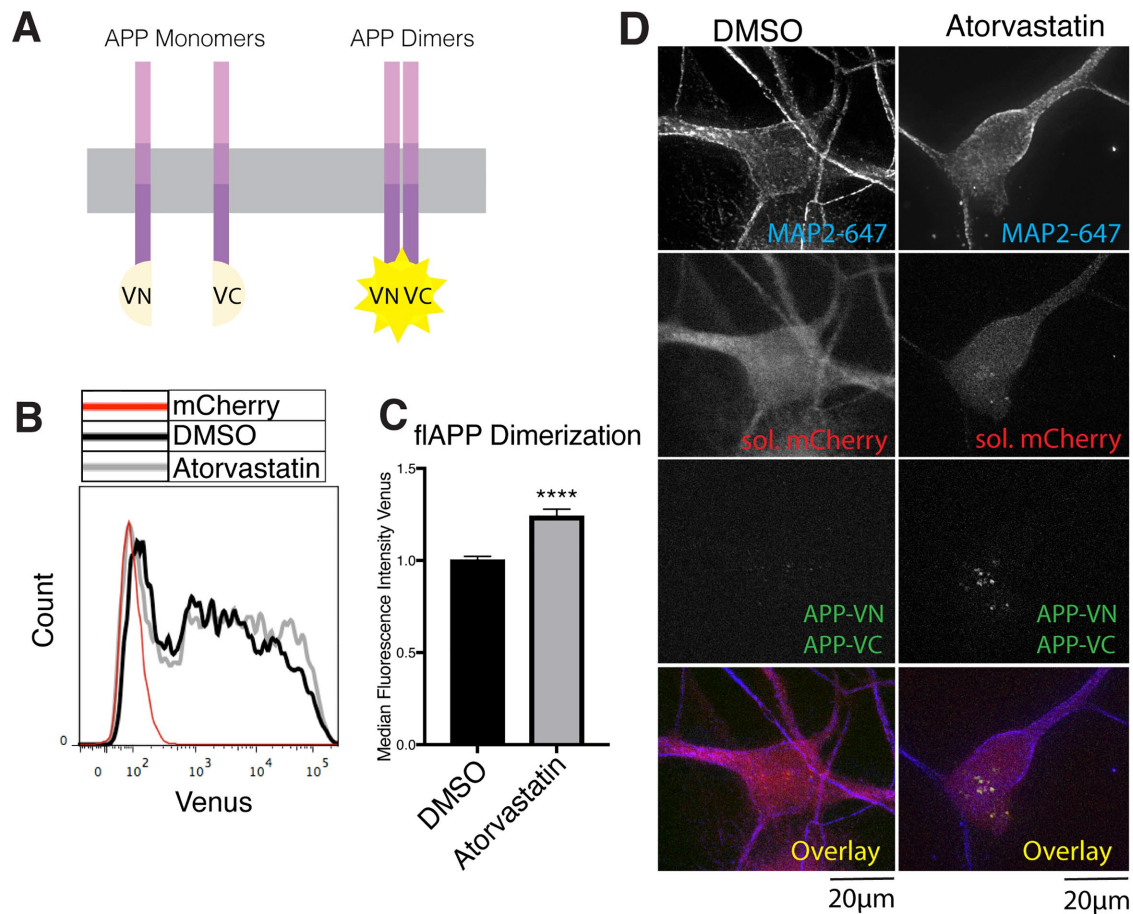 A
APP Monomers
APP Dimers
VN
VC
VN VC
B
mCherry
DMSO
Atorvastatin
Count
0
0 10² 10³ 10⁴ 10⁵
Venus
C
flAPP Dimerization
Median Fluorescence Intensity Venus
1.5
1.0
0.5
0.0
****
DMSO
Atorvastatin
D
DMSO
Atorvastatin
MAP2-647
MAP2-647
sol. mCherry
sol. mCherry
APP-VN
APP-VC
APP-VN
APP-VC
Overlay
Overlay
20µm
20µm